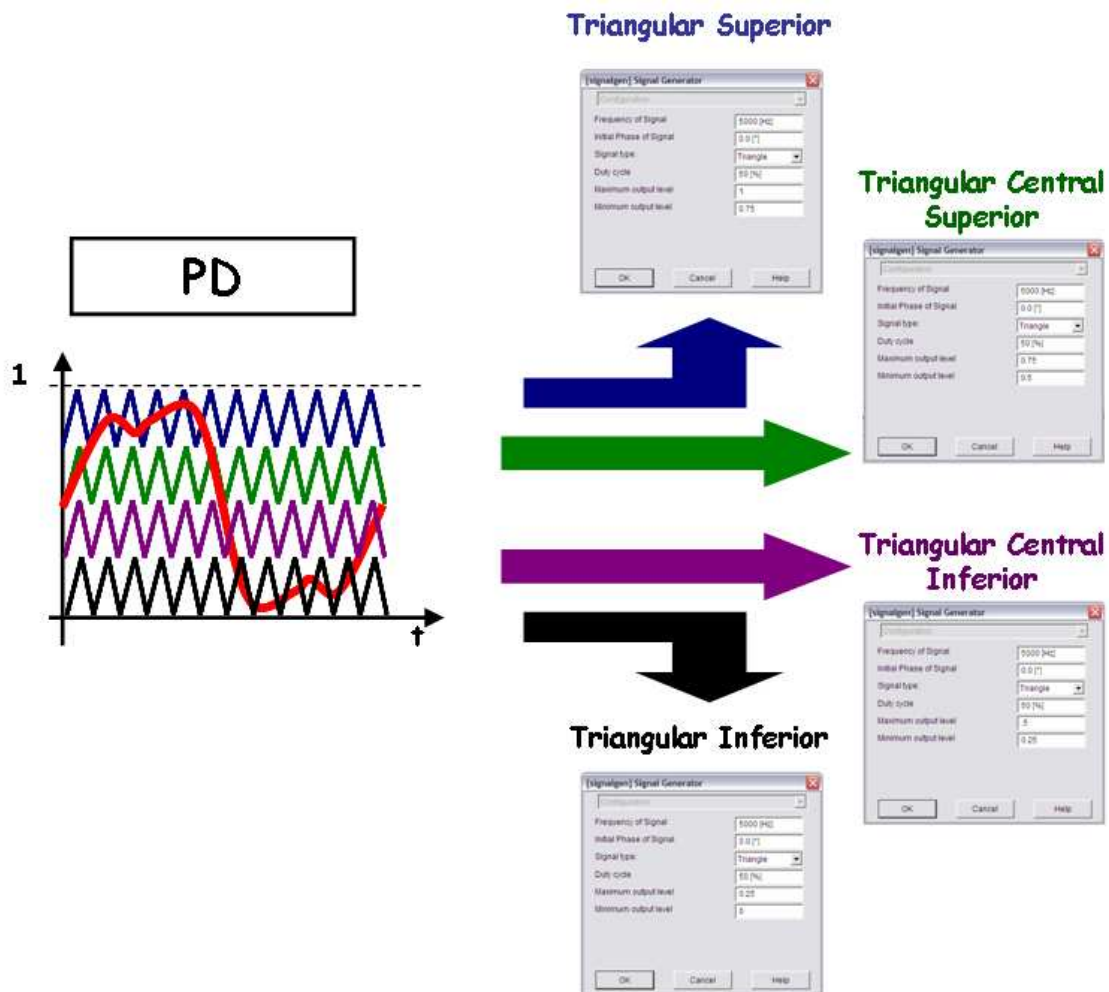 Triangular Superior
[signalgen] Signal Generator
Configuration
Frequency of Signal 5000 [Hz]
Initial Phase of Signal 0.0 [°]
Signal type: Triangle
Duty cycle 50 [%]
Maximum output level 1
Minimum output level 0.75
OK Cancel Help
Triangular Central
Superior
[signalgen] Signal Generator
Configuration
Frequency of Signal 5000 [Hz]
Initial Phase of Signal 0.0 [°]
Signal type: Triangle
Duty cycle 50 [%]
Maximum output level 0.75
Minimum output level 0.5
OK Cancel Help
PD
1
t
Triangular Central
Inferior
[signalgen] Signal Generator
Configuration
Frequency of Signal 5000 [Hz]
Initial Phase of Signal 0.0 [°]
Signal type: Triangle
Duty cycle 50 [%]
Maximum output level .5
Minimum output level 0.25
OK Cancel Help
Triangular Inferior
[signalgen] Signal Generator
Configuration
Frequency of Signal 5000 [Hz]
Initial Phase of Signal 0.0 [°]
Signal type: Triangle
Duty cycle 50 [%]
Maximum output level 0.25
Minimum output level 0
OK Cancel Help